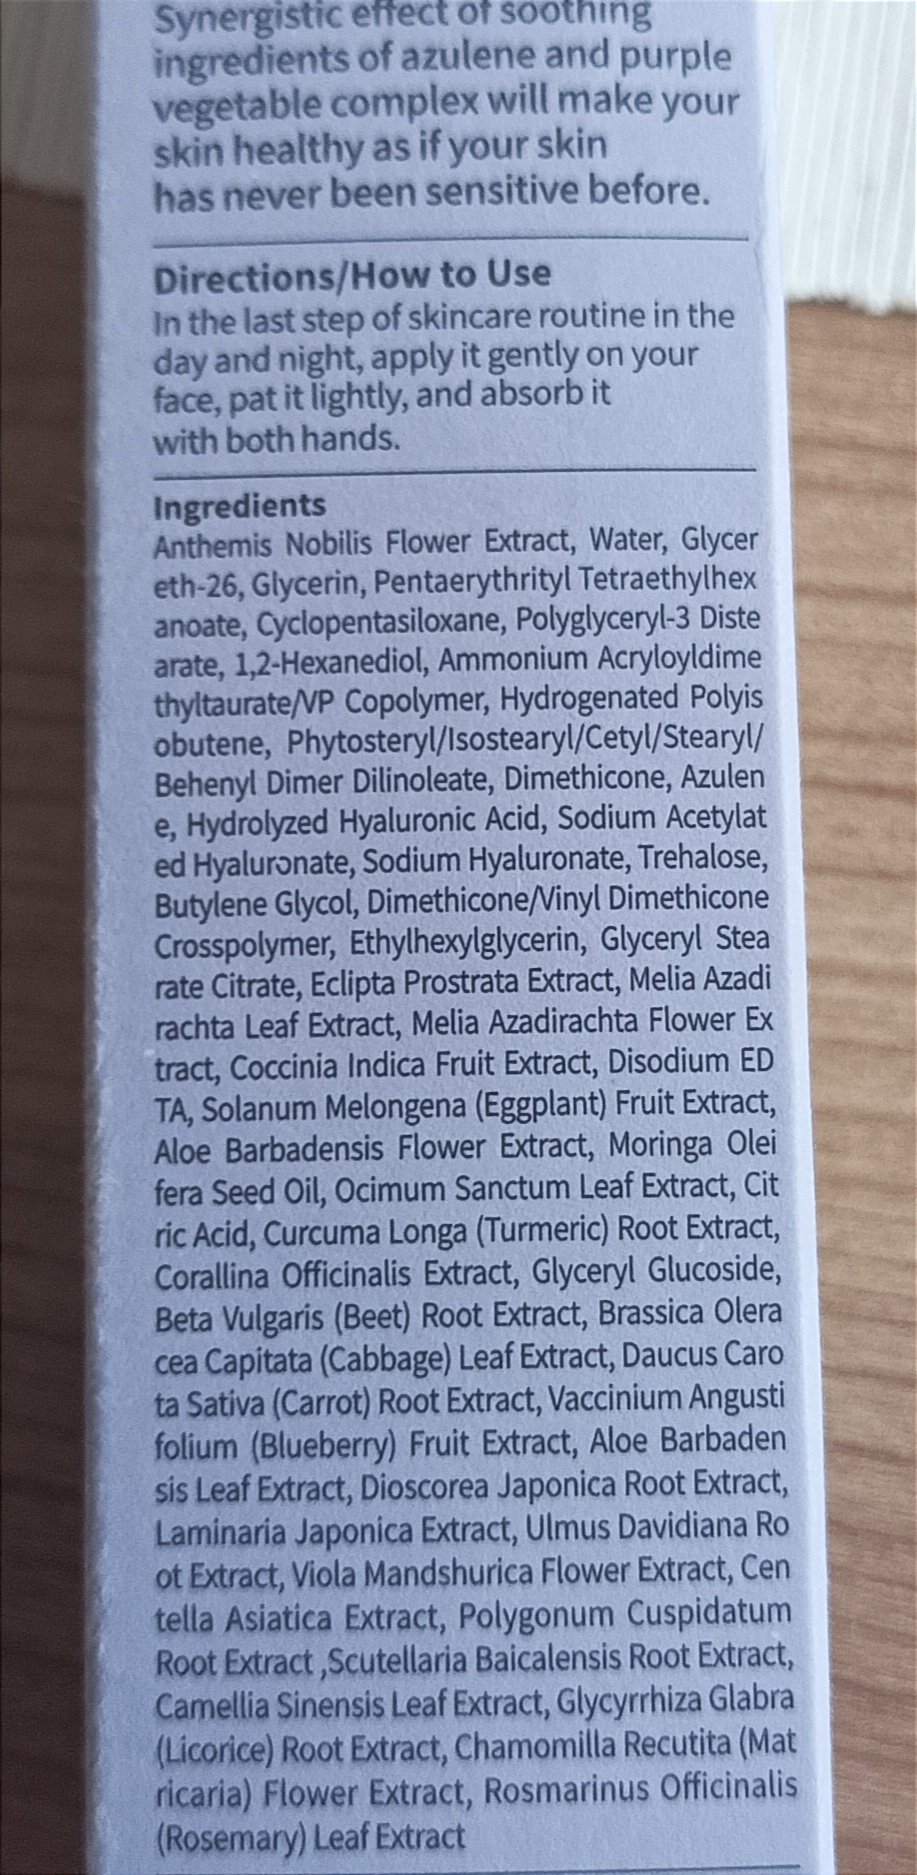 Synergistic effect of soothing
ingredients of azulene and purple
vegetable complex will make your
skin healthy as if your skin
has never been sensitive before.
Directions/How to Use
In the last step of skincare routine in the
day and night, apply it gently on your
face, pat it lightly, and absorb it
with both hands.
Ingredients
Anthemis Nobilis Flower Extract, Water, Glycer
eth-26, Glycerin, Pentaerythrityl Tetraethylhex
anoate, Cyclopentasiloxane, Polyglyceryl-3 Diste
arate, 1,2-Hexanediol, Ammonium Acryloyldime
thyltaurate/VP Copolymer, Hydrogenated Polyis
obutene, Phytosteryl/Isostearyl/Cetyl/Stearyl/
Behenyl Dimer Dilinoleate, Dimethicone, Azulen
e, Hydrolyzed Hyaluronic Acid, Sodium Acetylat
ed Hyaluronate, Sodium Hyaluronate, Trehalose,
Butylene Glycol, Dimethicone/Vinyl Dimethicone
Crosspolymer, Ethylhexylglycerin, Glyceryl Stea
rate Citrate, Eclipta Prostrata Extract, Melia Azadi
rachta Leaf Extract, Melia Azadirachta Flower Ex
tract, Coccinia Indica Fruit Extract, Disodium ED
TA, Solanum Melongena (Eggplant) Fruit Extract,
Aloe Barbadensis Flower Extract, Moringa Olei
fera Seed Oil, Ocimum Sanctum Leaf Extract, Cit
ric Acid, Curcuma Longa (Turmeric) Root Extract,
Corallina Officinalis Extract, Glyceryl Glucoside,
Beta Vulgaris (Beet) Root Extract, Brassica Olera
cea Capitata (Cabbage) Leaf Extract, Daucus Caro
ta Sativa (Carrot) Root Extract, Vaccinium Angusti
folium (Blueberry) Fruit Extract, Aloe Barbaden
sis Leaf Extract, Dioscorea Japonica Root Extract,
Laminaria Japonica Extract, Ulmus Davidiana Ro
ot Extract, Viola Mandshurica Flower Extract, Cen
tella Asiatica Extract, Polygonum Cuspidatum
Root Extract ,Scutellaria Baicalensis Root Extract,
Camellia Sinensis Leaf Extract, Glycyrrhiza Glabra
(Licorice) Root Extract, Chamomilla Recutita (Mat
ricaria) Flower Extract, Rosmarinus Officinalis
(Rosemary) Leaf Extract